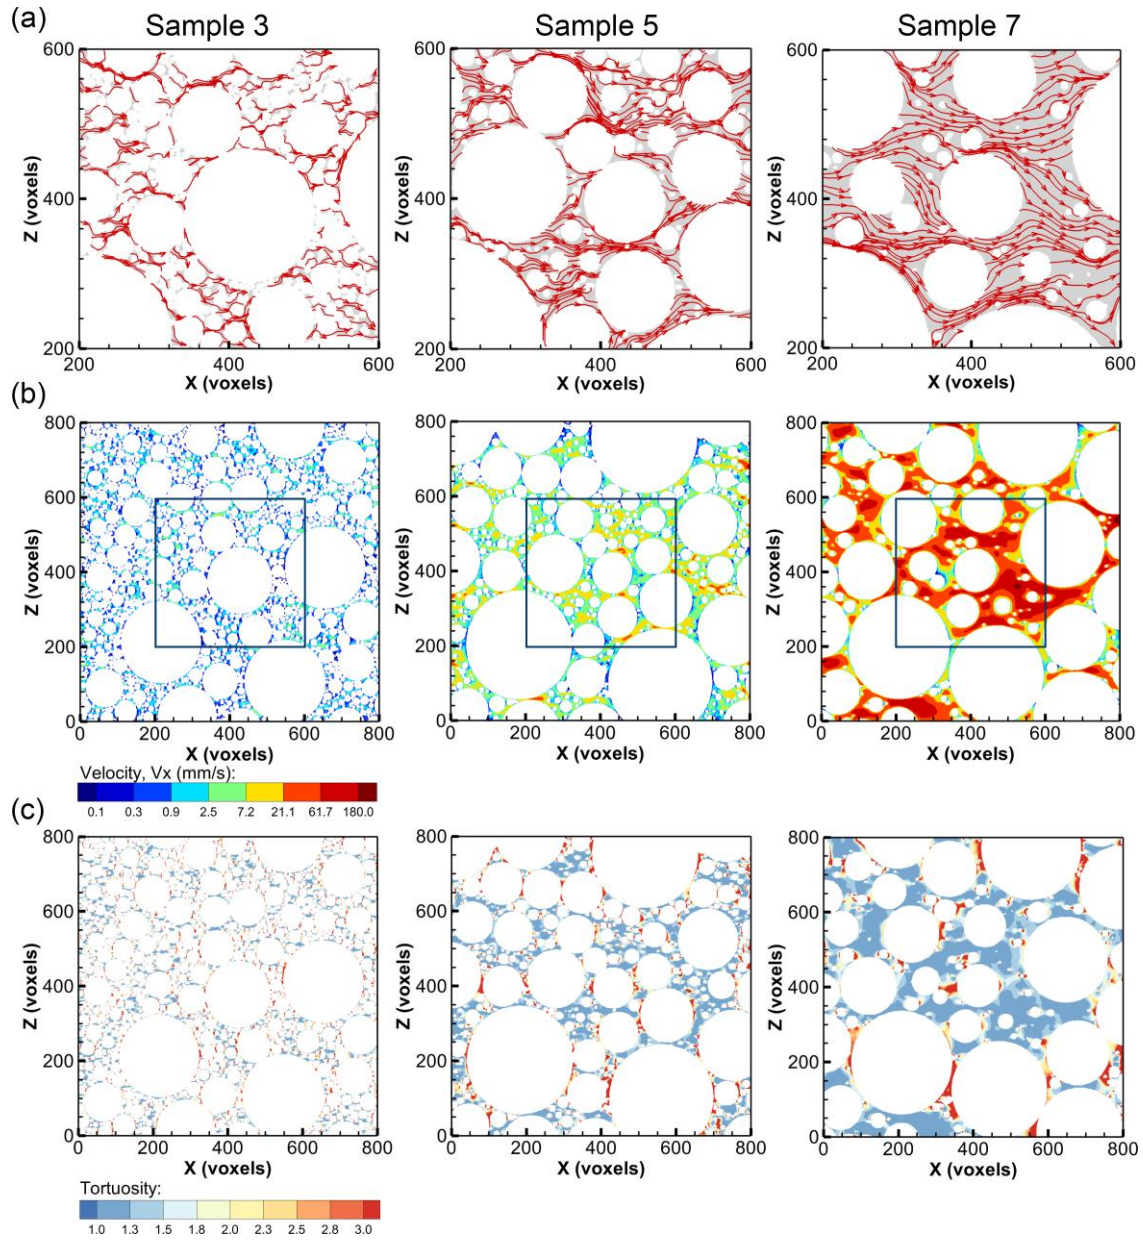 (a)
Sample 3 Sample 5 Sample 7
600 600 600
Z (voxels) Z (voxels) Z (voxels)
400 400 400
200 200 200
200 400 600 200 400 600 200 400 600
X (voxels) X (voxels) X (voxels)
(b)
800 800 800
600 600 600
Z (voxels) Z (voxels) Z (voxels)
400 400 400
200 200 200
0 0 0
0 200 400 600 800 0 200 400 600 800 0 200 400 600 800
X (voxels) X (voxels) X (voxels)
Velocity, Vx (mm/s):
0.1 0.3 0.9 2.5 7.2 21.1 61.7 180.0
(c)
800 800 800
600 600 600
Z (voxels) Z (voxels) Z (voxels)
400 400 400
200 200 200
0 0 0
0 200 400 600 800 0 200 400 600 800 0 200 400 600 800
X (voxels) X (voxels) X (voxels)
Tortuosity:
1.0 1.3 1.5 1.8 2.0 2.3 2.5 2.8 3.0